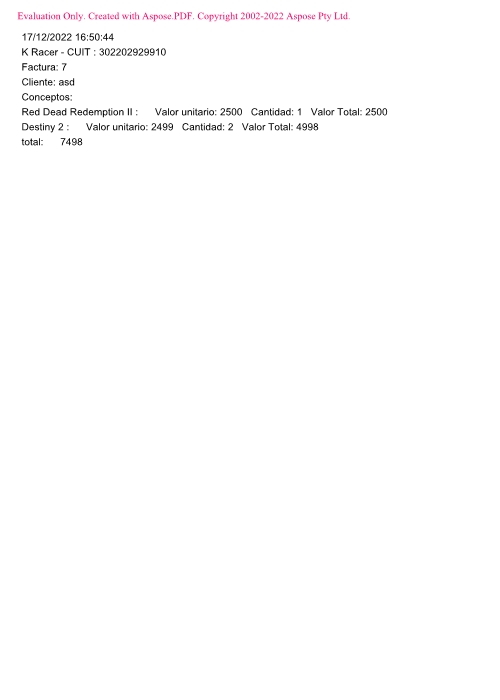 Evaluation Only. Created with Aspose.PDF. Copyright 2002-2022 Aspose Pty Ltd.
17/12/2022 16:50:44
K Racer - CUIT : 302202929910
Factura: 7
Cliente: asd
Conceptos:
Red Dead Redemption II : Valor unitario: 2500 Cantidad: 1 Valor Total: 2500
Destiny 2 : Valor unitario: 2499 Cantidad: 2 Valor Total: 4998
total: 7498